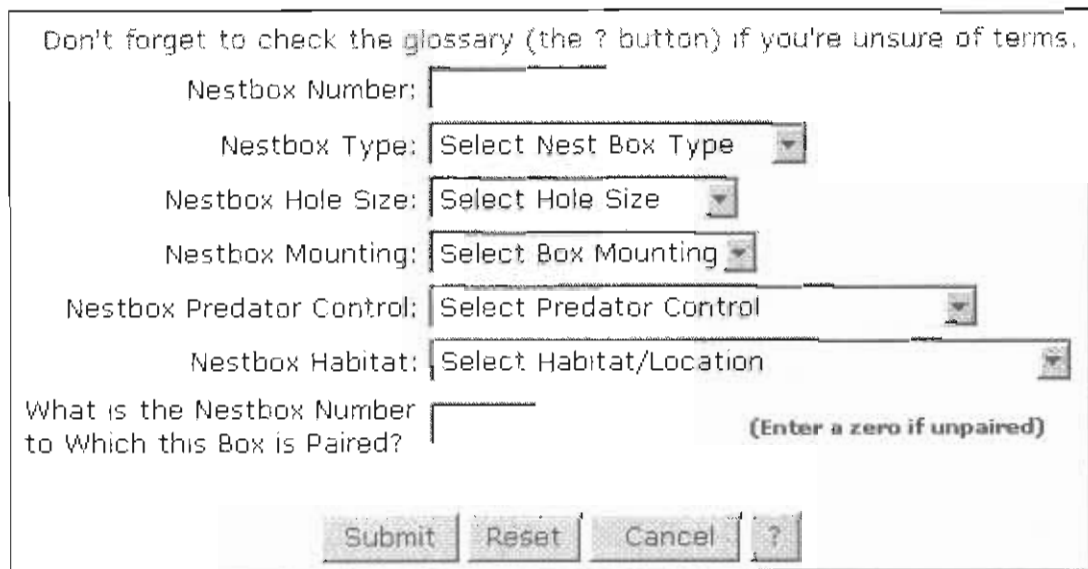 Don't forget to check the glossary (the ? button) if you're unsure of terms.
Nestbox Number:
Nestbox Type: Select Nest Box Type
Nestbox Hole Size: Select Hole Size
Nestbox Mounting: Select Box Mounting
Nestbox Predator Control: Select Predator Control
Nestbox Habitat: Select Habitat/Location
What is the Nestbox Number
to Which this Box is Paired? (Enter a zero if unpaired)
Submit Reset Cancel ?